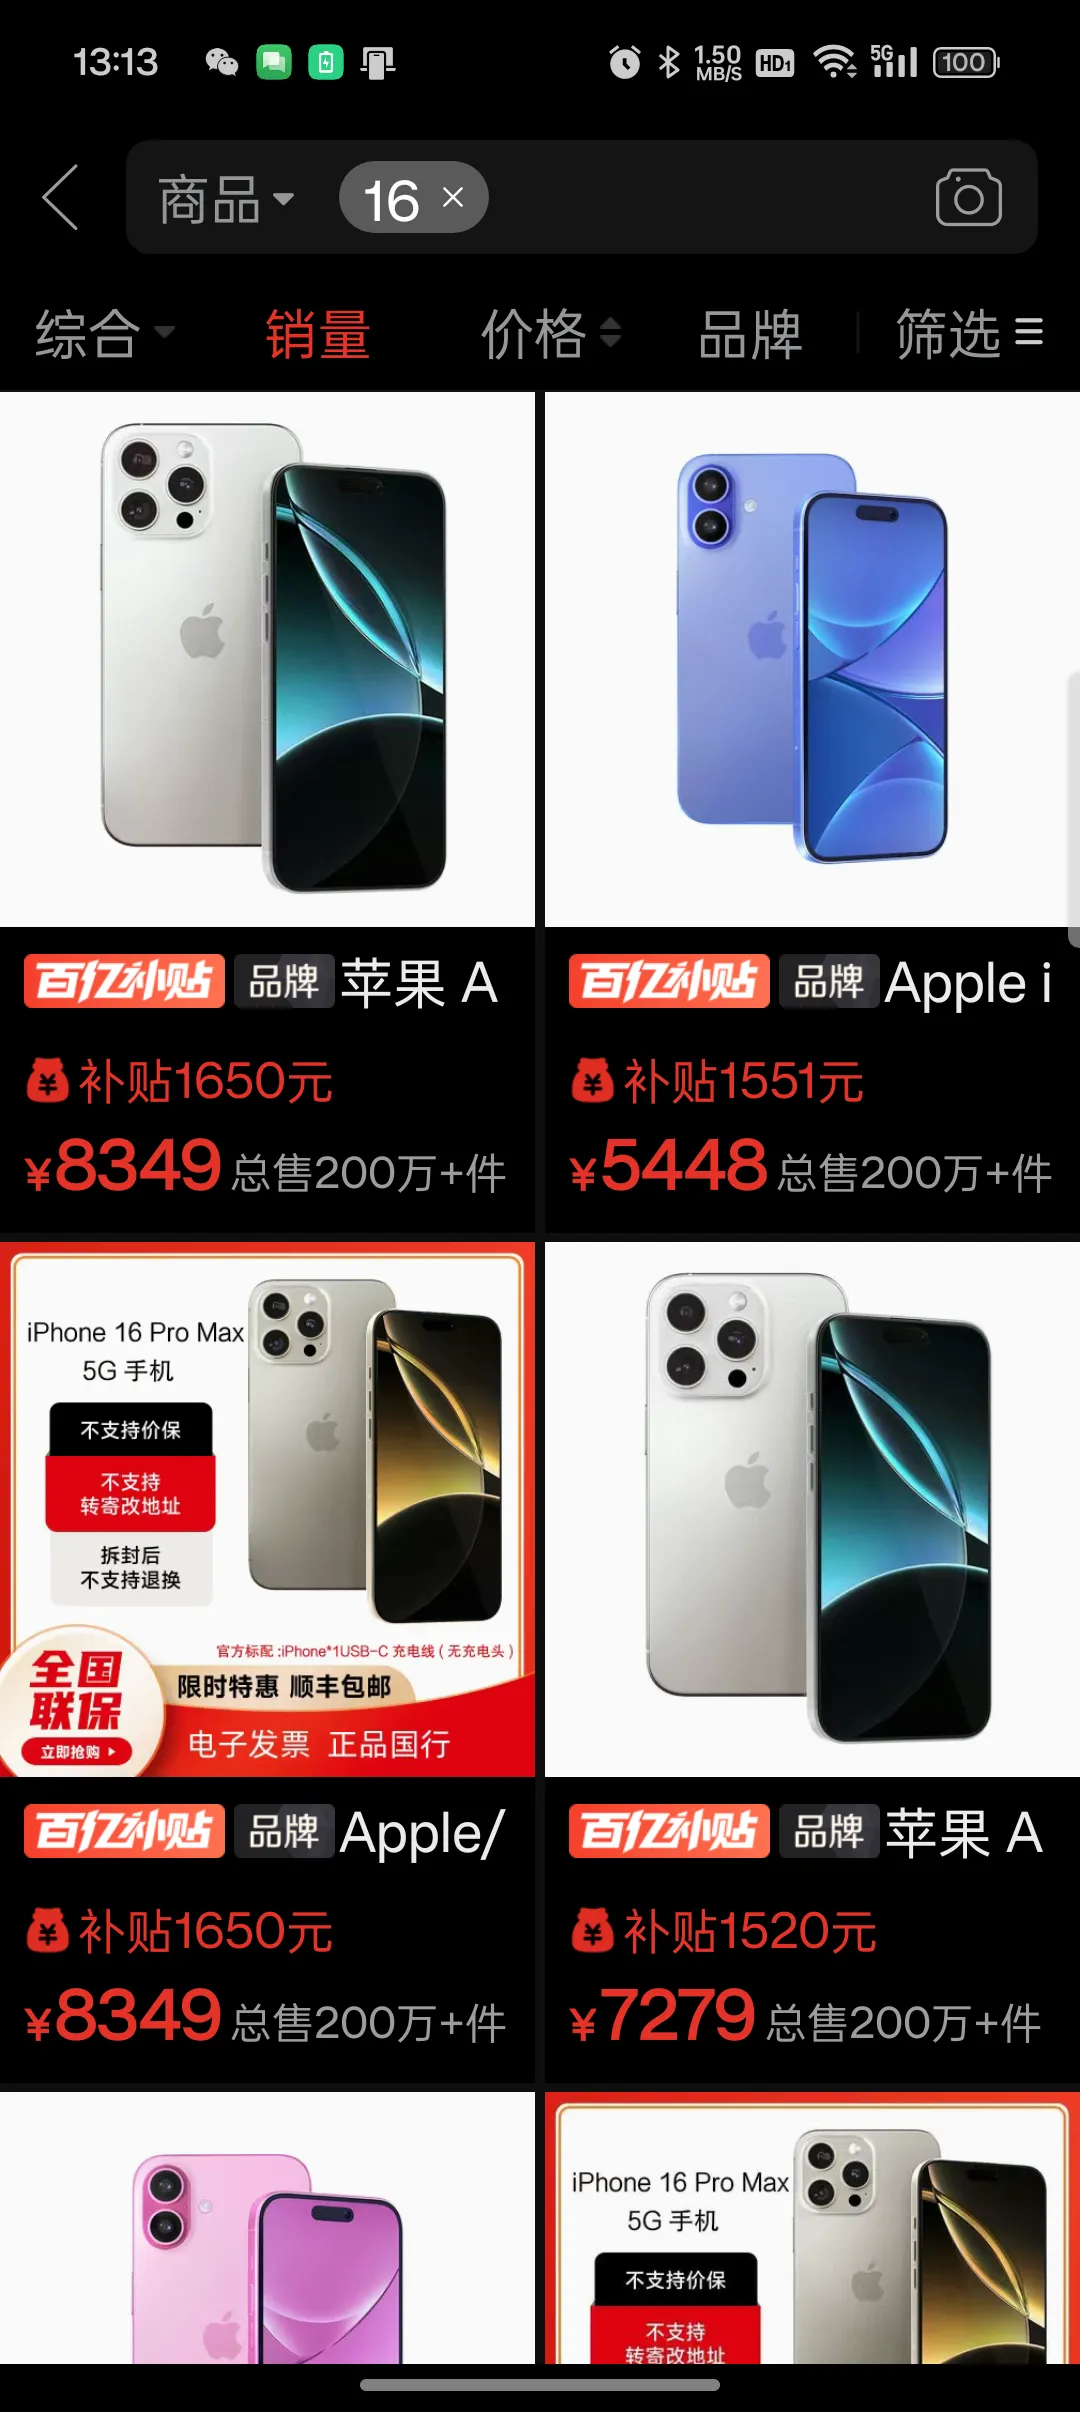 13:13
1.50 MB/S HD1 5G 100
商品 16 ×
综合 销量 价格 品牌 筛选
百亿补贴 品牌 苹果 A
补贴1650元
¥8349 总售200万+件
百亿补贴 品牌 Apple i
补贴1551元
¥5448 总售200万+件
iPhone 16 Pro Max
5G 手机
不支持价保
不支持
转寄改地址
拆封后
不支持退换
官方标配:iPhone*1USB-C 充电线(无充电头)
全国
联保
立即抢购
限时特惠 顺丰包邮
电子发票 正品国行
百亿补贴 品牌 Apple/
补贴1650元
¥8349 总售200万+件
百亿补贴 品牌 苹果 A
补贴1520元
¥7279 总售200万+件
iPhone 16 Pro Max
5G 手机
不支持价保
不支持
转寄改地址